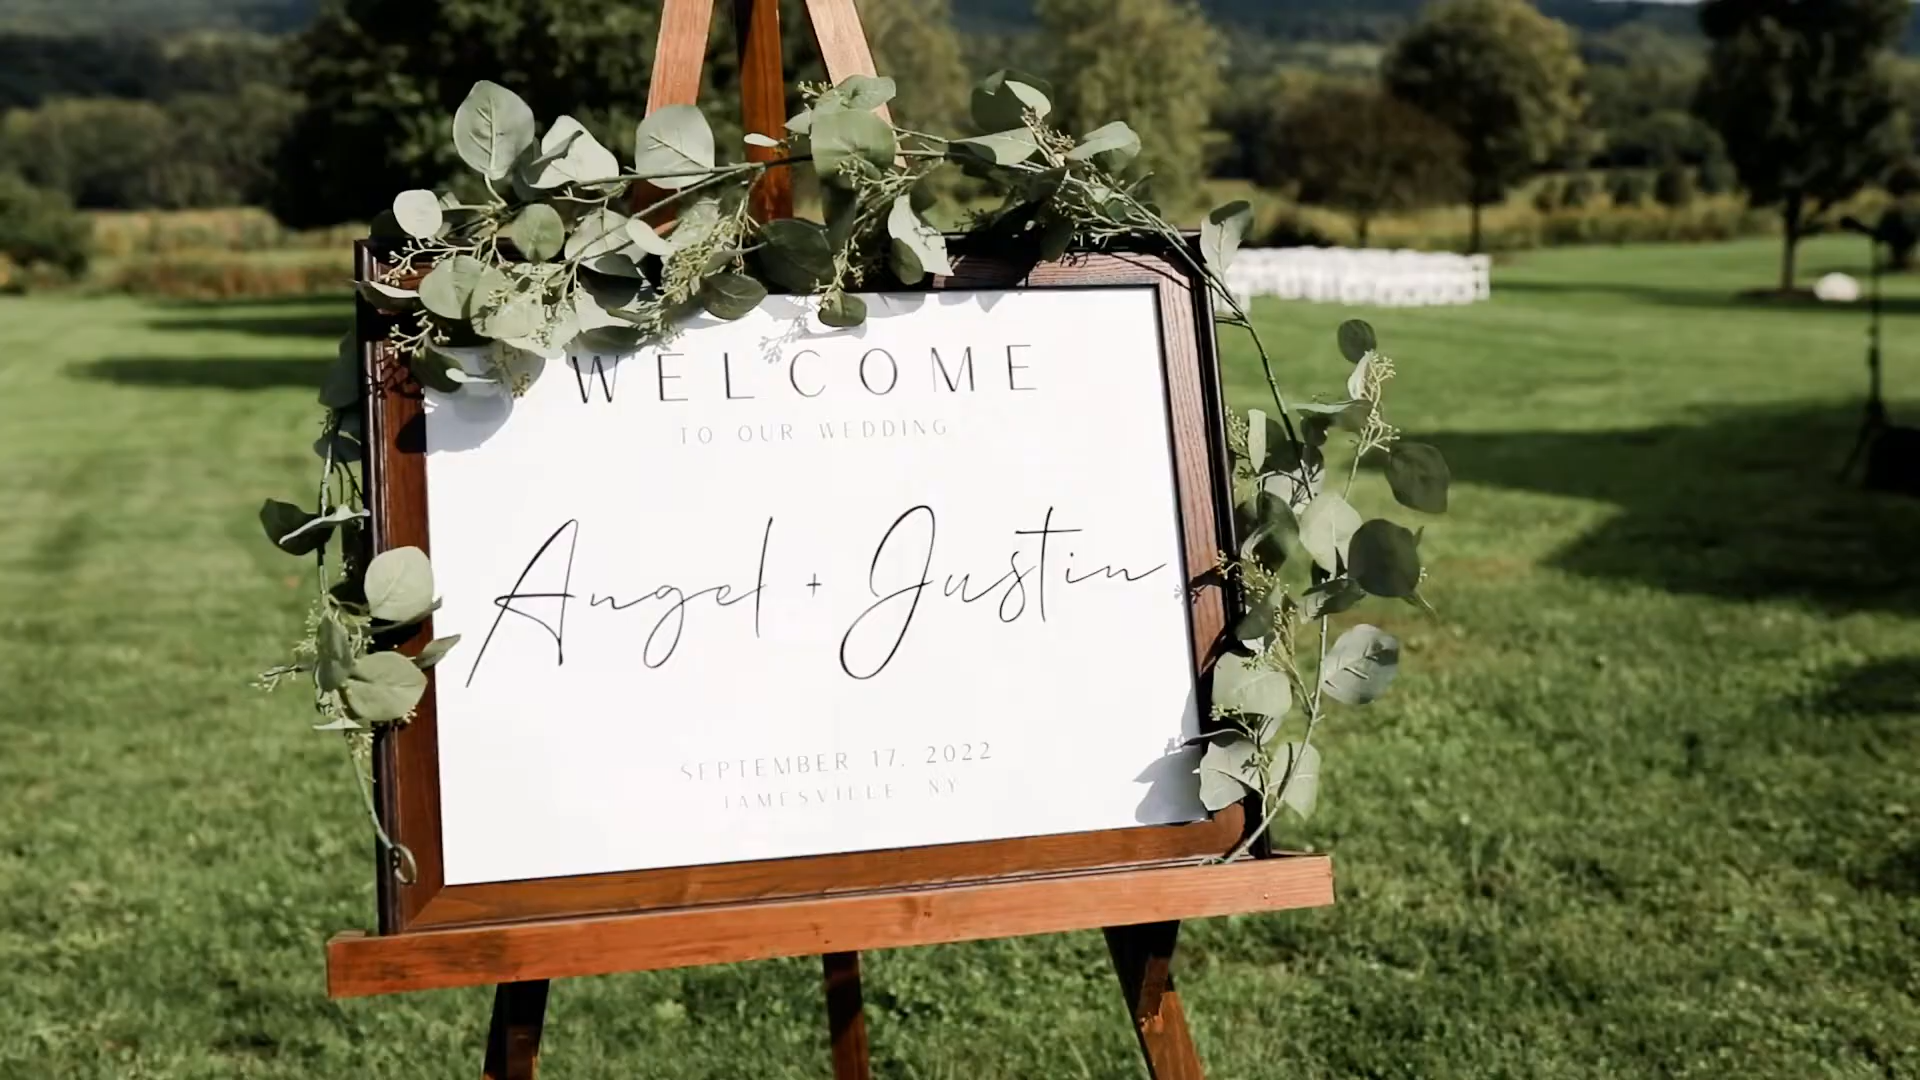 WELCOME
TO OUR WEDDING
Angel + Justin
SEPTEMBER 17, 2022
JAMESVILLE NY